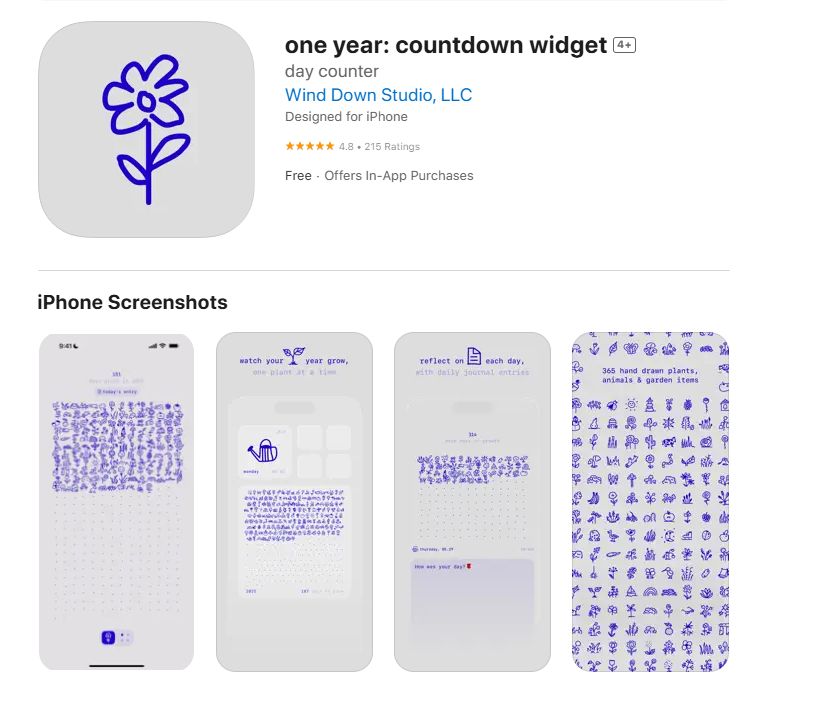 one year: countdown widget 4+
day counter
Wind Down Studio, LLC
Designed for iPhone
★★★★★ 4.8 • 215 Ratings
Free · Offers In-App Purchases
iPhone Screenshots
9:41
today's entry
watch your year grow,
one plant at a time
monday
2025
reflect on each day,
with daily journal entries
thursday, 05.29
How was your day?
365 hand drawn plants,
animals & garden items